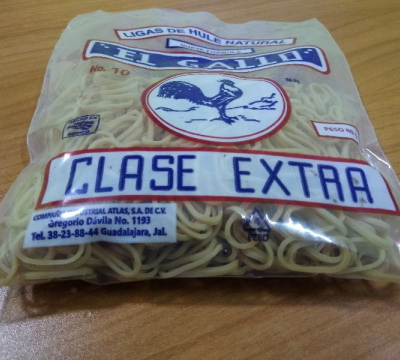 LIGAS DE HULE NATURAL
"EL GALLO"
No. 10
M.R.
PESO
CLASE EXTRA
COMPAÑIA INDUSTRIAL ATLAS, S.A. DE C.V.
Gregorio Dávila No. 1193
Tel. 38-23-88-44 Guadalajara, Jal.